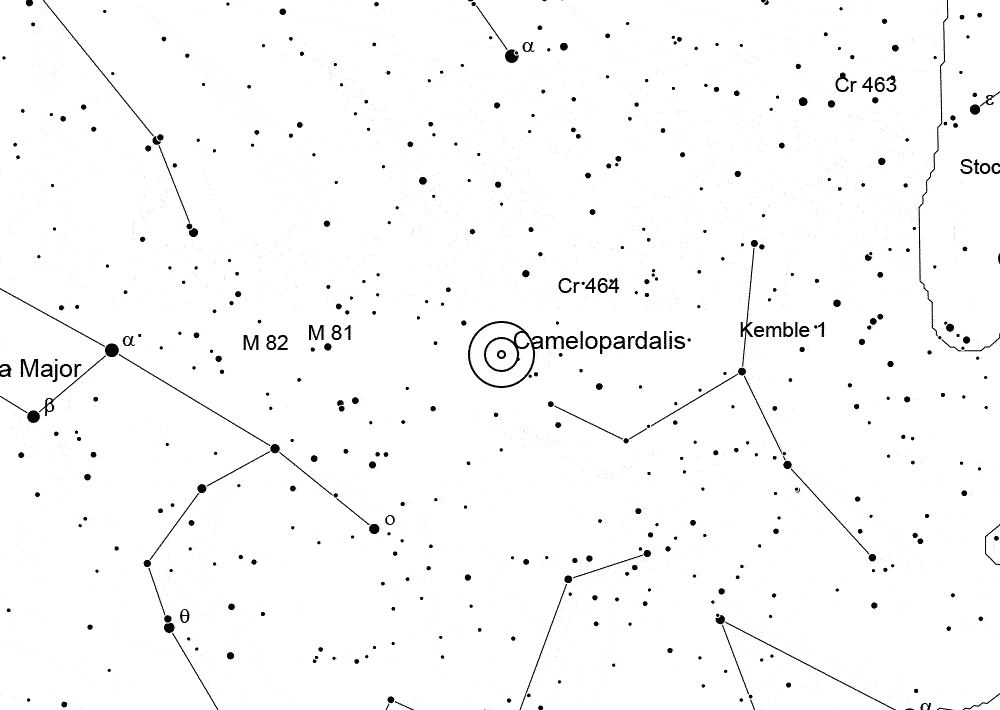 α
Cr 463
ε
Stoc
Cr 464
α
M 82
M 81
Camelopardalis
Kemble 1
a Major
β
ο
θ
α